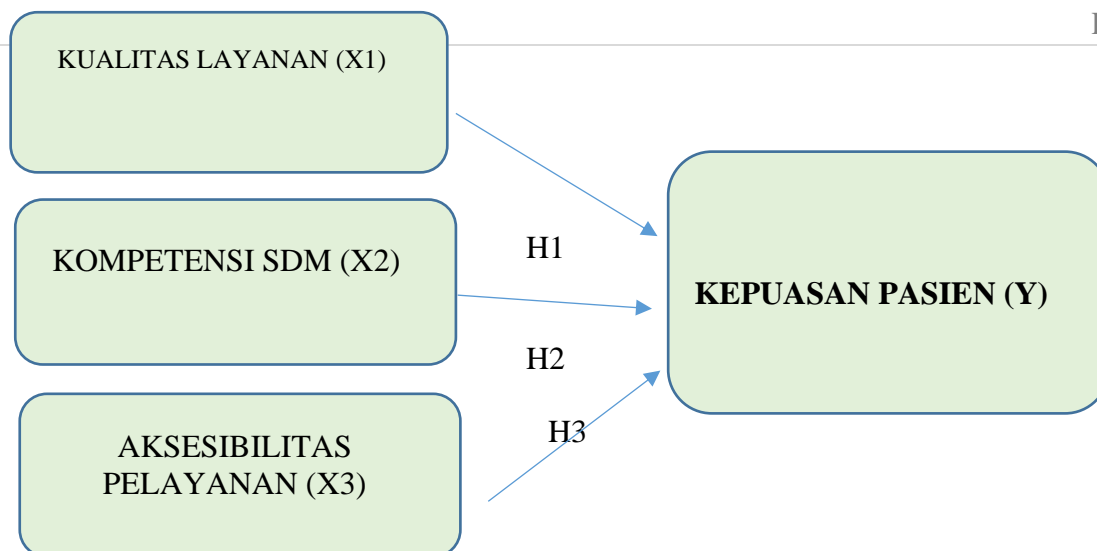 KUALITAS LAYANAN (X1)
H1
KOMPETENSI SDM (X2)
KEPUASAN PASIEN (Y)
H2
H3
AKSESIBILITAS
PELAYANAN (X3)